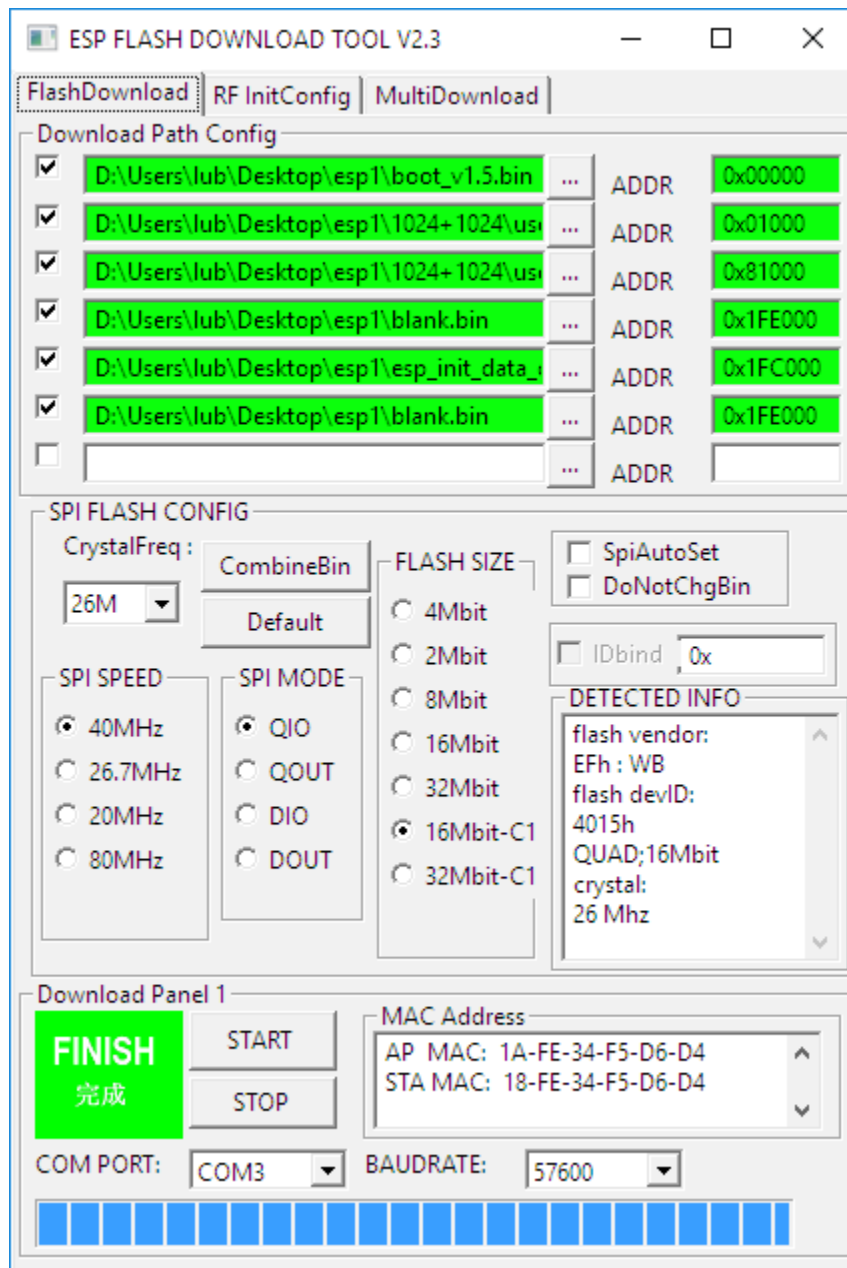 ESP FLASH DOWNLOAD TOOL V2.3
FlashDownload RF InitConfig MultiDownload
Download Path Config
D:\Users\lub\Desktop\esp1\boot_v1.5.bin ... ADDR 0x00000
D:\Users\lub\Desktop\esp1\1024+1024\use ... ADDR 0x01000
D:\Users\lub\Desktop\esp1\1024+1024\use ... ADDR 0x81000
D:\Users\lub\Desktop\esp1\blank.bin ... ADDR 0x1FE000
D:\Users\lub\Desktop\esp1\esp_init_data_ ... ADDR 0x1FC000
D:\Users\lub\Desktop\esp1\blank.bin ... ADDR 0x1FE000
... ADDR
SPI FLASH CONFIG
CrystalFreq :
26M
CombineBin
Default
SPI SPEED
40MHz
26.7MHz
20MHz
80MHz
SPI MODE
QIO
QOUT
DIO
DOUT
FLASH SIZE
4Mbit
2Mbit
8Mbit
16Mbit
32Mbit
16Mbit-C1
32Mbit-C1
SpiAutoSet
DoNotChgBin
IDbind 0x
DETECTED INFO
flash vendor:
EFh : WB
flash devID:
4015h
QUAD;16Mbit
crystal:
26 Mhz
Download Panel 1
FINISH
完成
START
STOP
MAC Address
AP MAC: 1A-FE-34-F5-D6-D4
STA MAC: 18-FE-34-F5-D6-D4
COM PORT: COM3 BAUDRATE: 57600